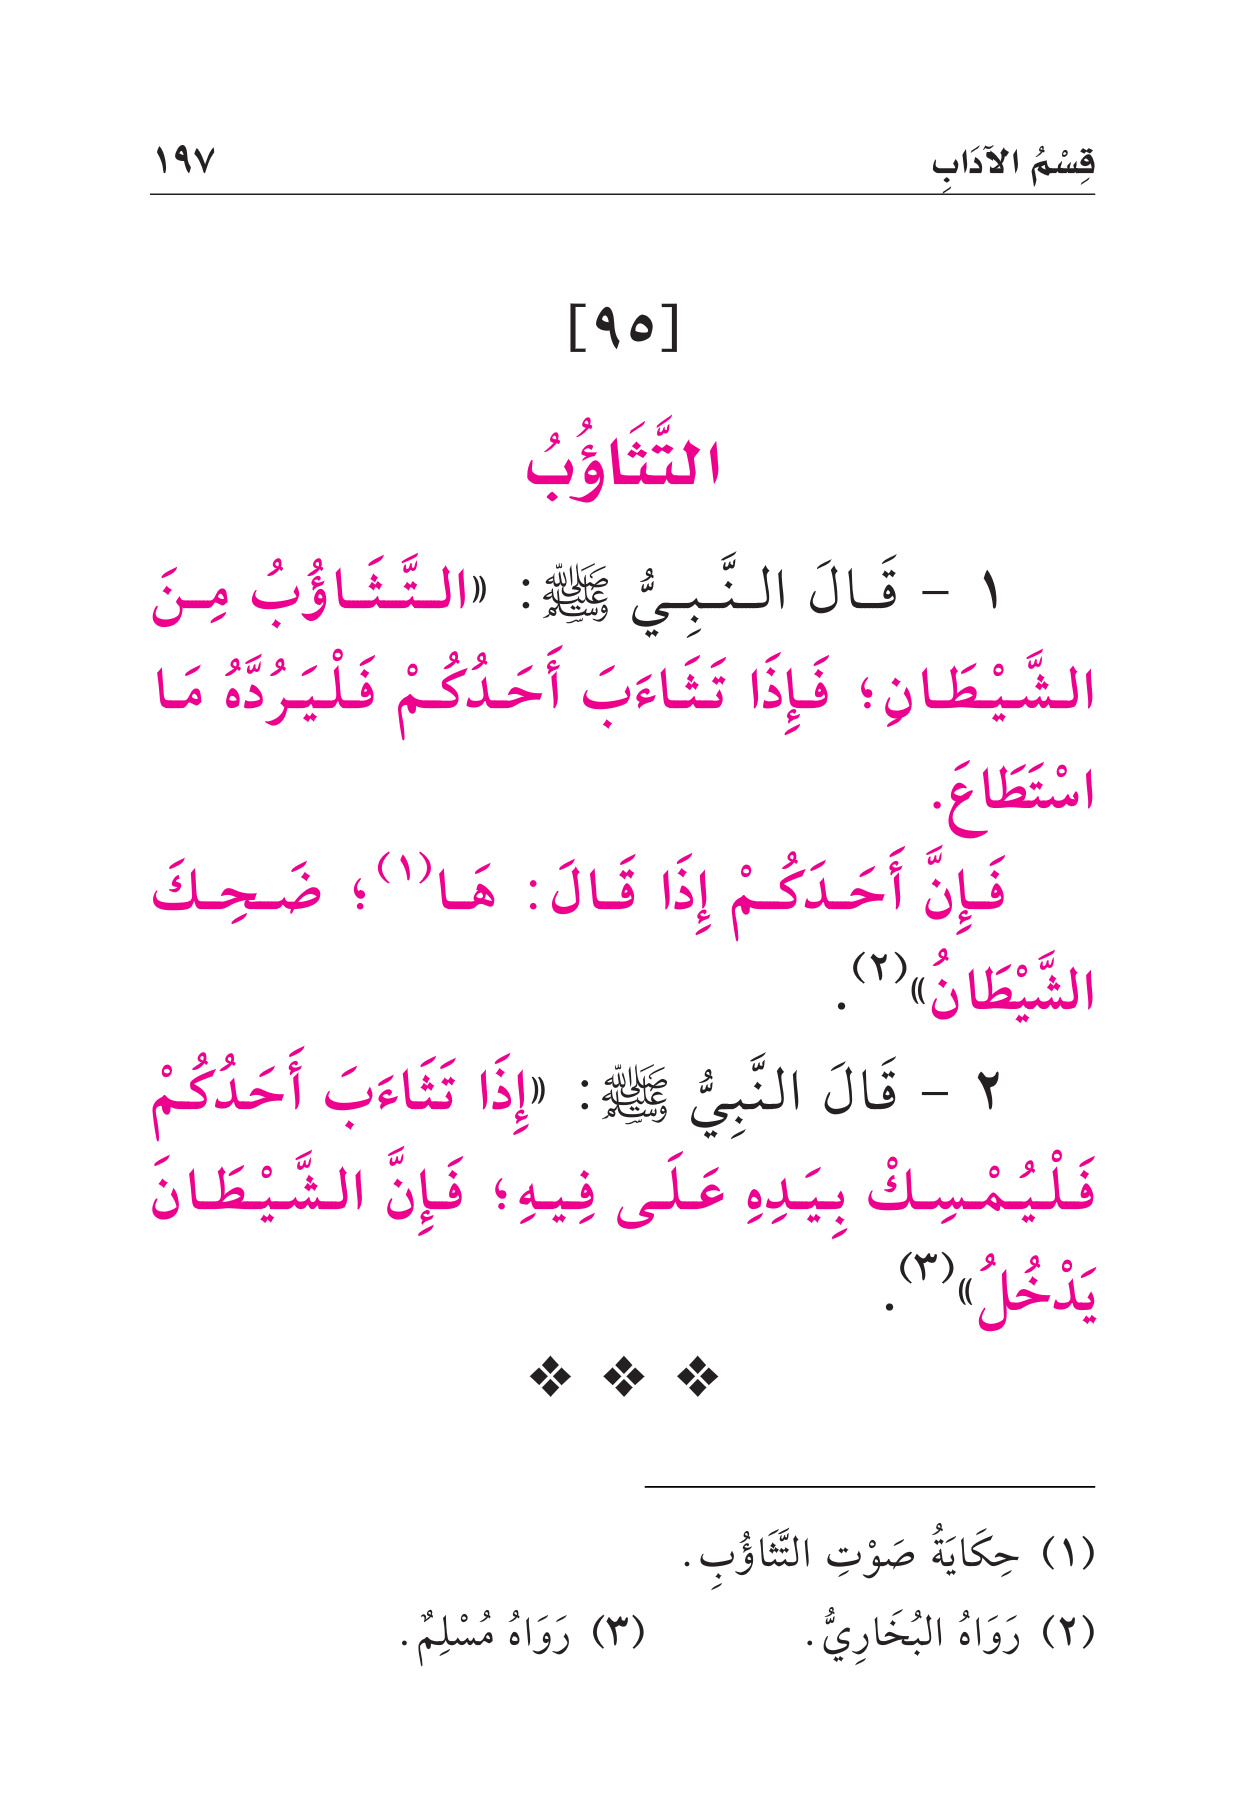 قِسْمُ الآدَابِ ١٩٧
[٩٥]
التَّثَاؤُبُ
١ - قَالَ النَّبِيُّ ﷺ: «التَّثَاؤُبُ مِنَ
الشَّيْطَانِ؛ فَإِذَا تَثَاءَبَ أَحَدُكُمْ فَلْيَرُدَّهُ مَا
اسْتَطَاعَ.
فَإِنَّ أَحَدَكُمْ إِذَا قَالَ: هَا(١)؛ ضَحِكَ
الشَّيْطَانُ»(٢).
٢ - قَالَ النَّبِيُّ ﷺ: «إِذَا تَثَاءَبَ أَحَدُكُمْ
فَلْيُمْسِكْ بِيَدِهِ عَلَى فِيهِ؛ فَإِنَّ الشَّيْطَانَ
يَدْخُلُ»(٣).
(١) حِكَايَةُ صَوْتِ التَّثَاؤُبِ.
(٢) رَوَاهُ البُخَارِيُّ. (٣) رَوَاهُ مُسْلِمٌ.